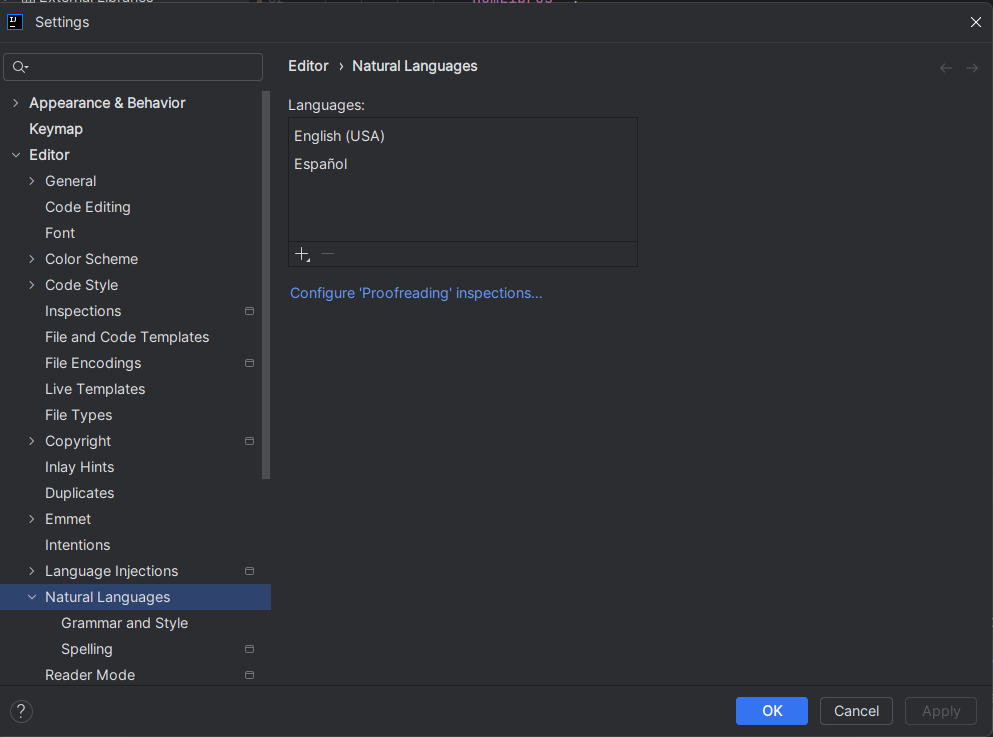 Settings
Editor › Natural Languages
Appearance & Behavior
Keymap
Editor
General
Code Editing
Font
Color Scheme
Code Style
Inspections
File and Code Templates
File Encodings
Live Templates
File Types
Copyright
Inlay Hints
Duplicates
Emmet
Intentions
Language Injections
Natural Languages
Grammar and Style
Spelling
Reader Mode
Languages:
English (USA)
Español
Configure 'Proofreading' inspections...
?
OK
Cancel
Apply